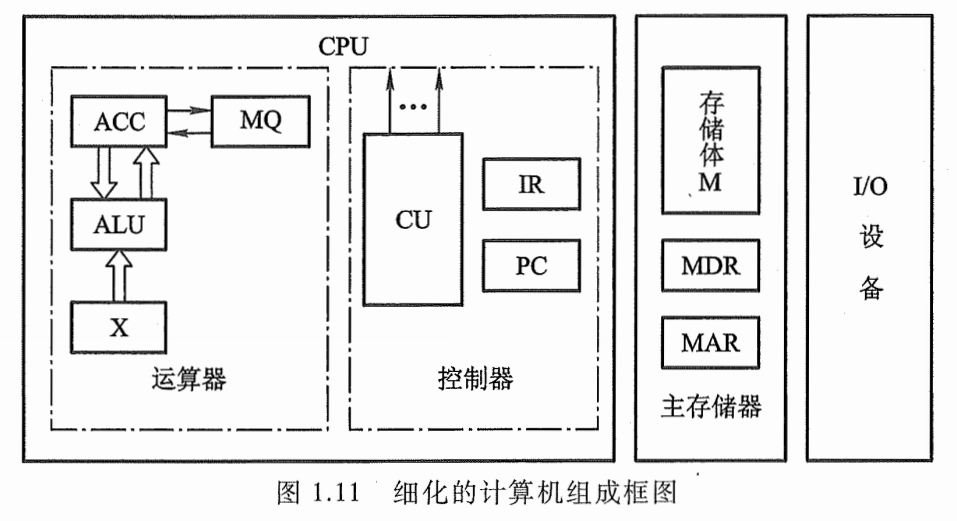 CPU
ACC
MQ
ALU
X
运算器
...
CU
IR
PC
控制器
存储体M
MDR
MAR
主存储器
I/O
设
备
图 1.11 细化的计算机组成框图